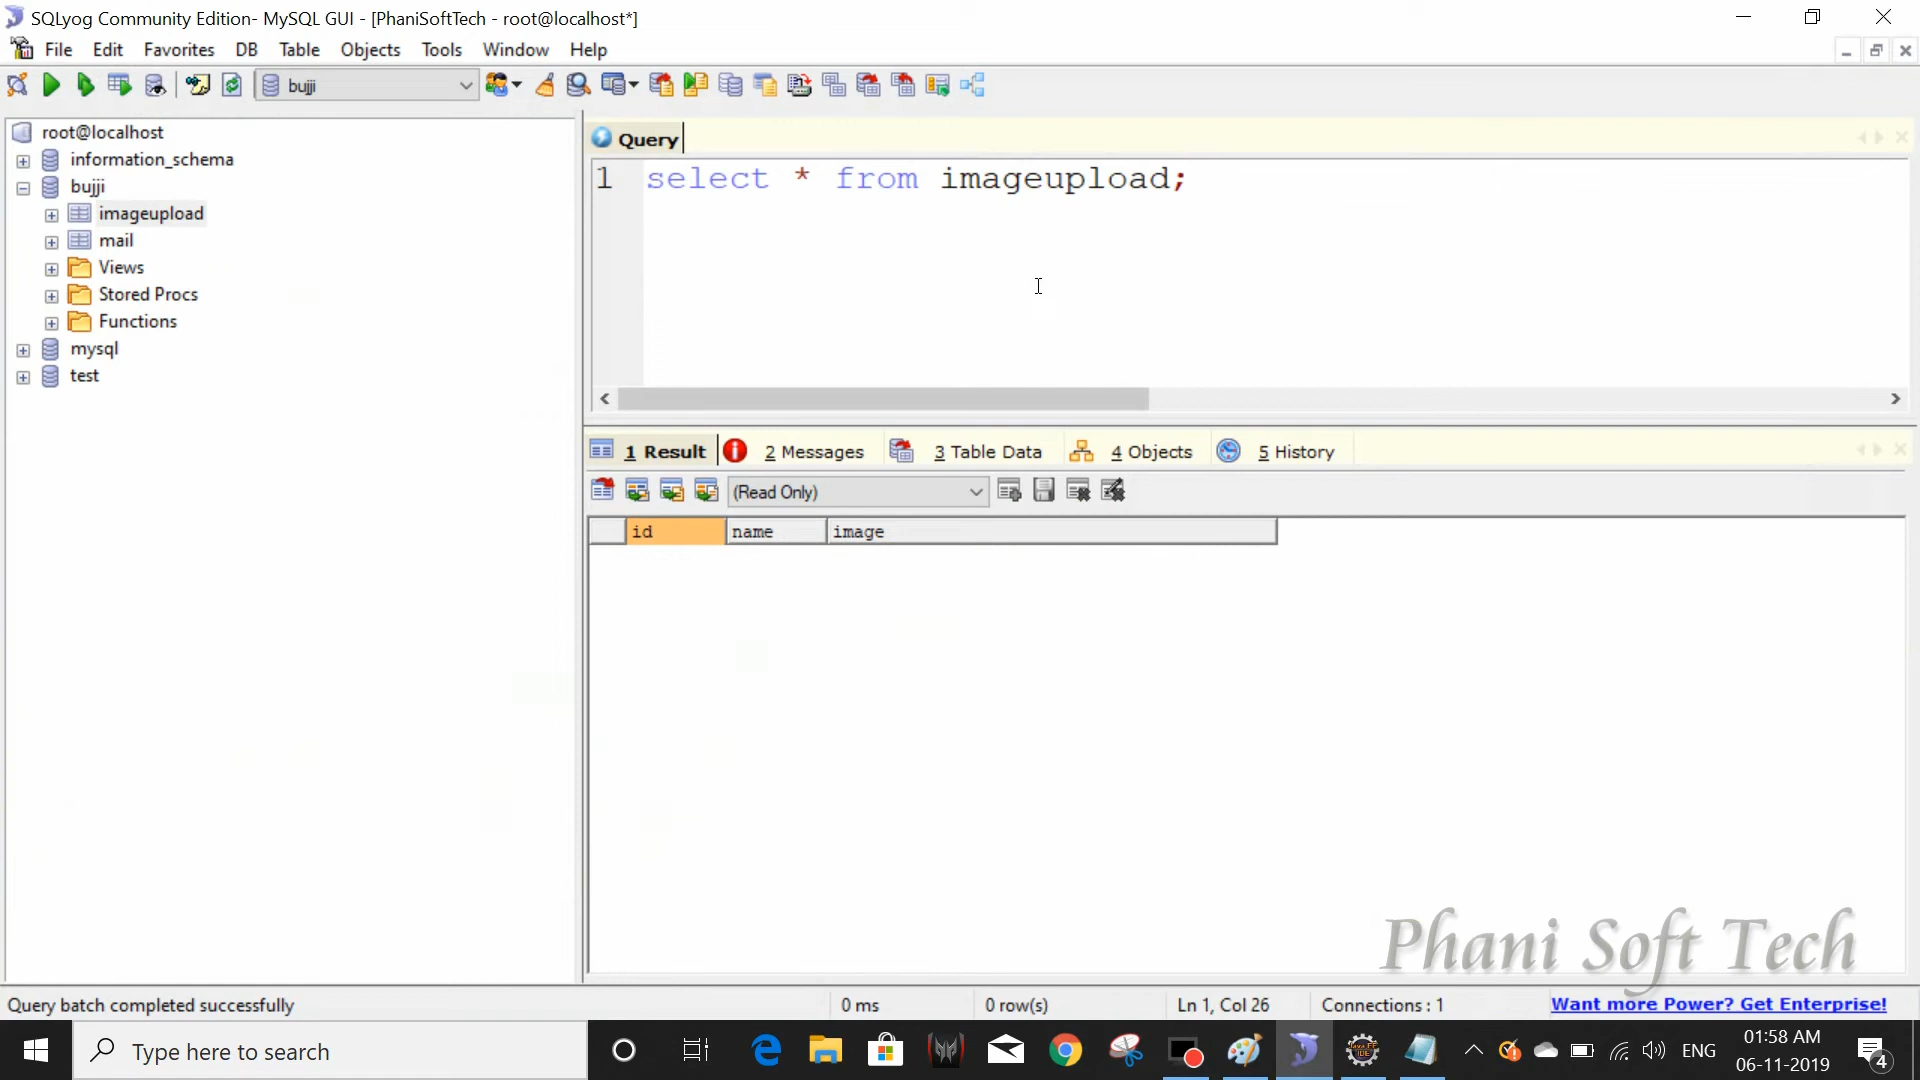 SQLyog Community Edition- MySQL GUI - [PhaniSoftTech - root@localhost*]
File Edit Favorites DB Table Objects Tools Window Help
bujji
root@localhost
information_schema
bujji
imageupload
mail
Views
Stored Procs
Functions
mysql
test
Query
1 select * from imageupload;
1 Result 2 Messages 3 Table Data 4 Objects 5 History
(Read Only)
id name image
Phani Soft Tech
Query batch completed successfully 0 ms 0 row(s) Ln 1, Col 26 Connections : 1 Want more Power? Get Enterprise!
Type here to search
ENG
01:58 AM
06-11-2019
4